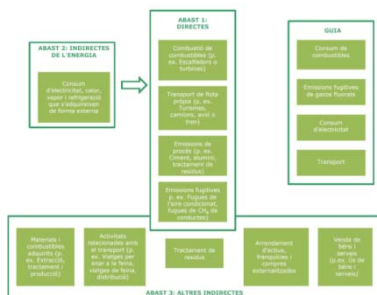 ABAST 1:
DIRECTES
Combustió de
combustibles (p.
ex. Escalfadors o
turbines)
Transport de flota
pròpia (p. ex.
Turismes,
camions, avió o
tren)
Emissions de
procés (p. ex.
Ciment, alumini,
tractament de
residus)
Emissions fugitives
p. ex. Fugues de
l'aire condicionat,
fugues de CH4 de
conductes)
ABAST 2: INDIRECTES
DE L'ENERGIA
Consum
d'electricitat, calor,
vapor i refrigeració
que s'adquireixen
de forma externa
GUIA
Consum de
combustibles
Emissions fugitives
de gasos fluorats
Consum
d'electricitat
Transport
Materials i
combustibles
adquirits (p. ex.
Extracció,
tractament i
producció)
Activitats
relacionades amb
el transport (p.
ex. Viatges per
anar a la feina,
viatges de feina,
distribució)
Tractament de
residus
Arrendament
d'actius,
franquícies i
compres
externalitzades
Venda de
béns i
serveis
(p.ex. Ús de
béns i
serveis)
ABAST 3: ALTRES INDIRECTES